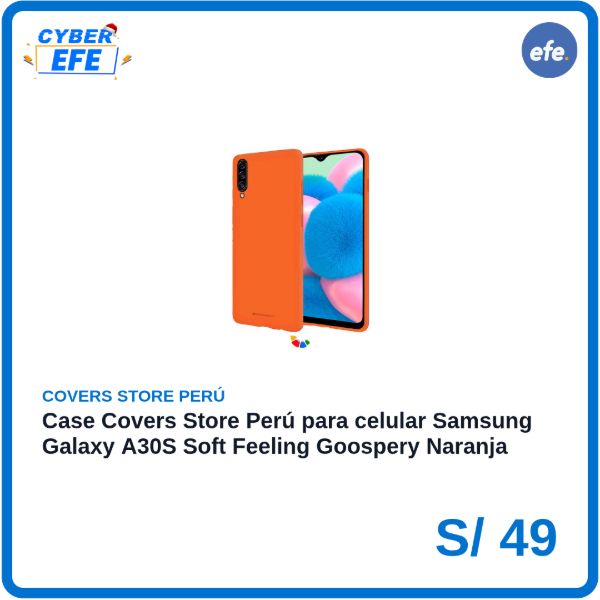 CYBER
EFE
efe.
COVERS STORE PERÚ
Case Covers Store Perú para celular Samsung
Galaxy A30S Soft Feeling Goospery Naranja
S/ 49